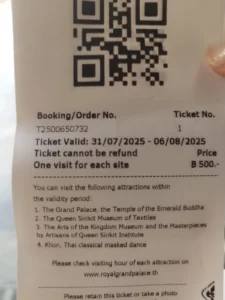 Booking/Order No. Ticket No.
T2500650732 1
Ticket Valid: 31/07/2025 - 06/08/2025
Ticket cannot be refund Price
One visit for each site ฿ 500.-
You can visit the following attractions within
the validity period:
1. The Grand Palace, the Temple of the Emerald Buddha
2. The Queen Sirikit Museum of Textiles
3. The Arts of the Kingdom Museum and the Masterpieces
by Artisans of Queen Sirikit Institute
4. Khon, Thai classical masked dance
Please check visiting hour of each attraction on
www.royalgrandpalace.th
Please retain this ticket or take a photo